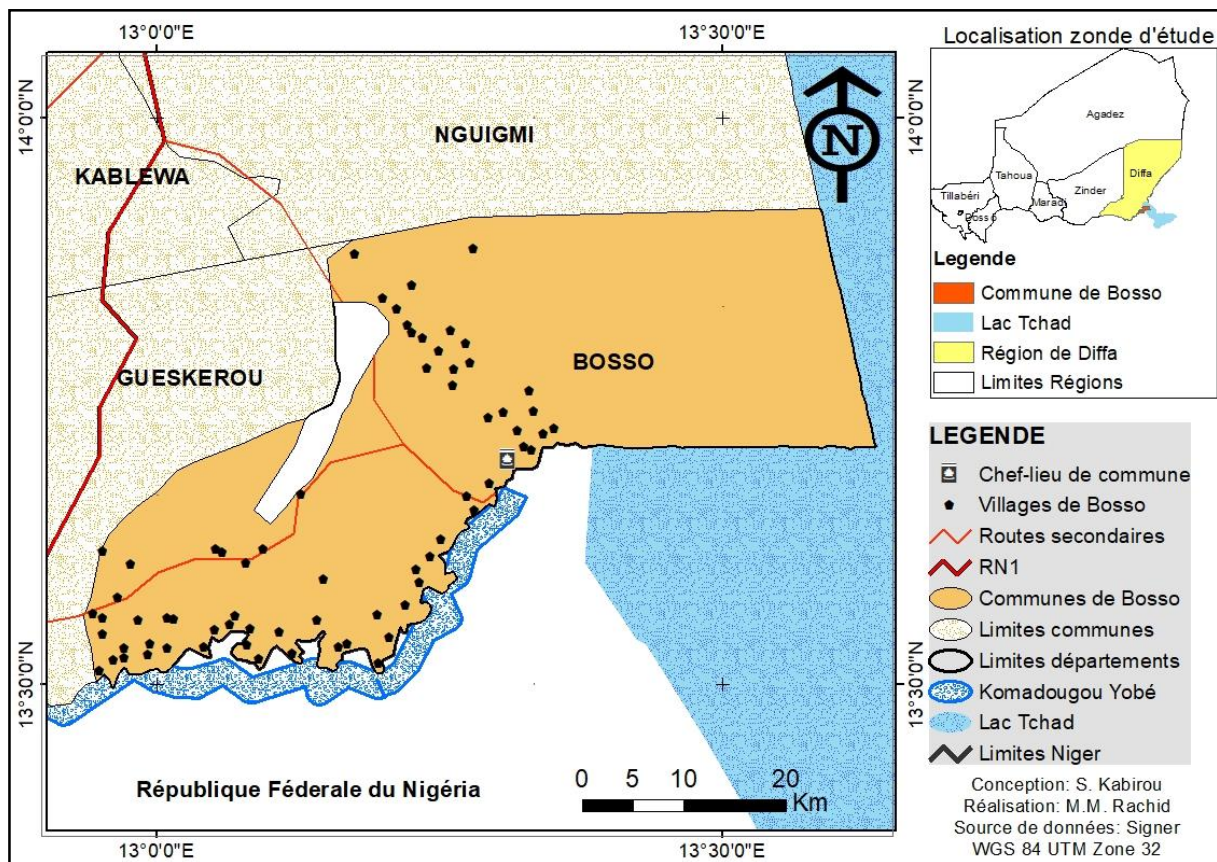 13°0'0"E
13°30'0"E
14°0'0"N
14°0'0"N
NGUIGMI
KABLEWA
GUESKEROU
BOSSO
N
13°30'0"N
13°30'0"N
République Féderale du Nigéria
0 5 10 20
Km
13°0'0"E
13°30'0"E
Localisation zonde d'étude
Agadez
Diffa
Tahoua
Zinder
Maradi
Tillabéri
Dosso
Legende
Commune de Bosso
Lac Tchad
Région de Diffa
Limites Régions
LEGENDE
Chef-lieu de commune
Villages de Bosso
Routes secondaires
RN1
Communes de Bosso
Limites communes
Limites départements
Komadougou Yobé
Lac Tchad
Limites Niger
Conception: S. Kabirou
Réalisation: M.M. Rachid
Source de données: Signer
WGS 84 UTM Zone 32